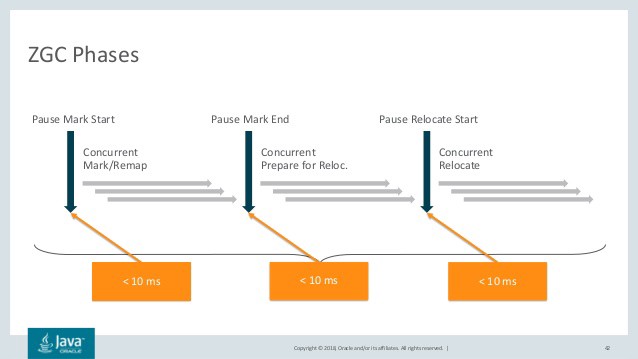 ZGC Phases
Pause Mark Start
Pause Mark End
Pause Relocate Start
Concurrent
Mark/Remap
Concurrent
Prepare for Reloc.
Concurrent
Relocate
< 10 ms
< 10 ms
< 10 ms
Java
ORACLE
Copyright © 2018, Oracle and/or its affiliates. All rights reserved. |
42